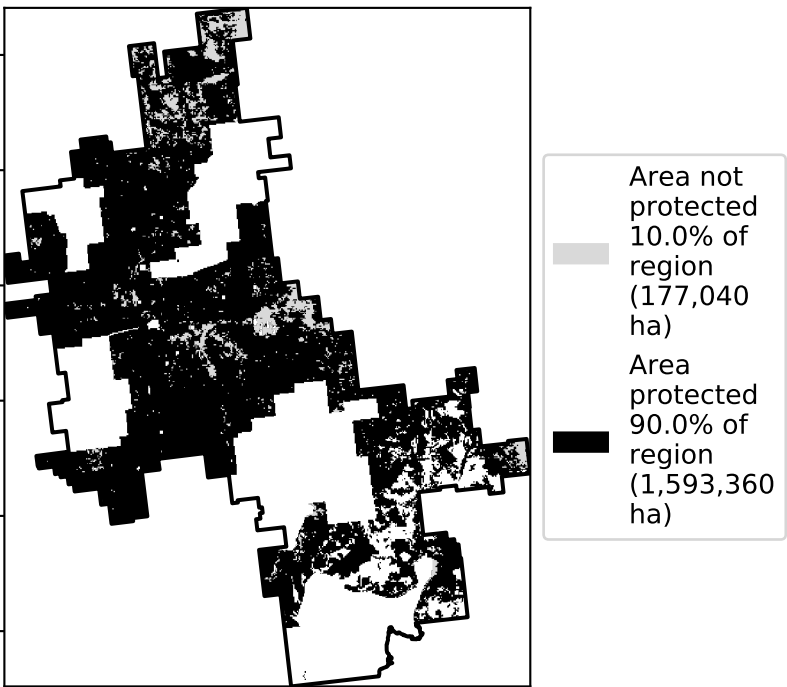 Area not
protected
10.0% of
region
(177,040
ha)
Area
protected
90.0% of
region
(1,593,360
ha)